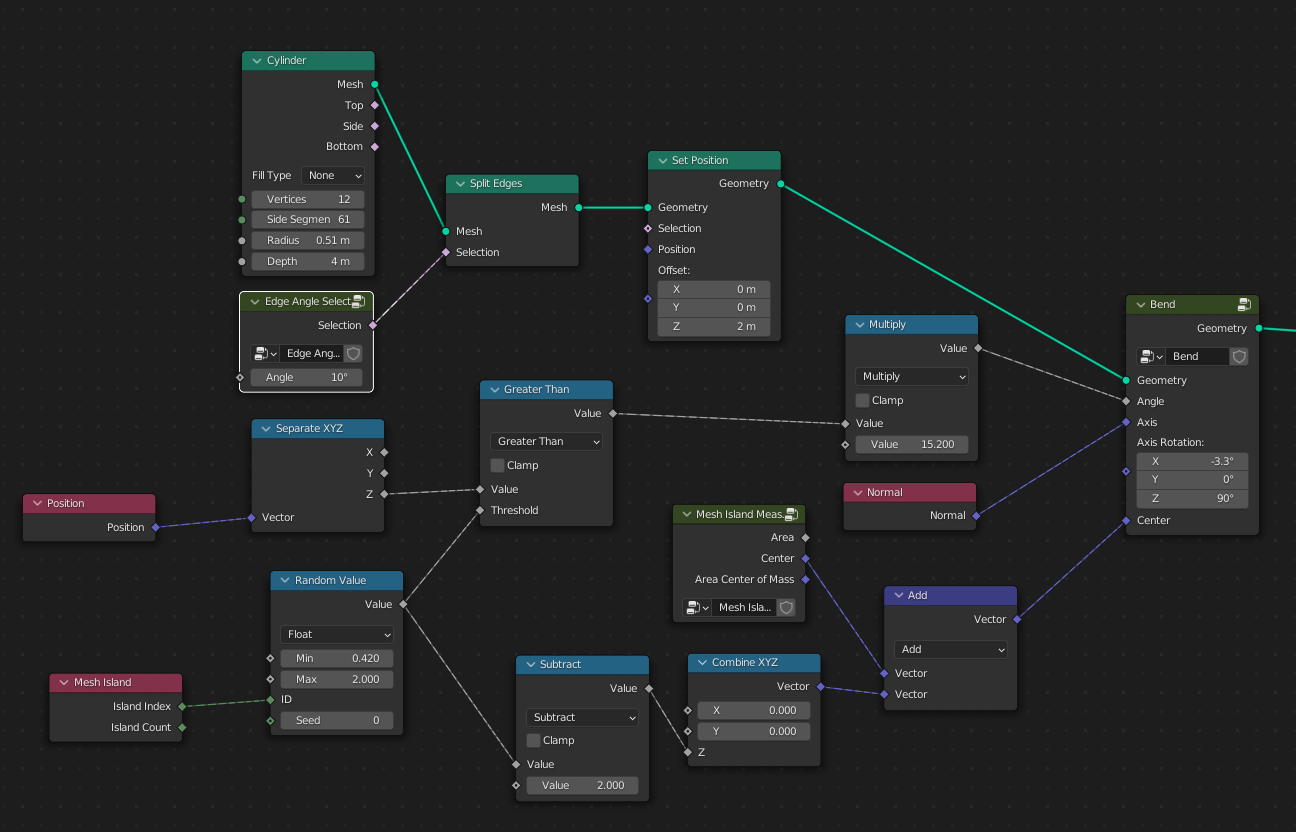 Cylinder
Mesh
Top
Side
Bottom
Fill Type None
Vertices 12
Side Segmen 61
Radius 0.51 m
Depth 4 m
Edge Angle Select
Selection
Edge Ang...
Angle 10°
Split Edges
Mesh
Mesh
Selection
Set Position
Geometry
Geometry
Selection
Position
Offset:
X 0 m
Y 0 m
Z 2 m
Multiply
Value
Multiply
Clamp
Value
Value 15.200
Bend
Geometry
Bend
Geometry
Angle
Axis
Axis Rotation:
X -3.3°
Y 0°
Z 90°
Center
Greater Than
Value
Greater Than
Clamp
Value
Threshold
Separate XYZ
X
Y
Z
Vector
Position
Position
Normal
Normal
Mesh Island Meas.
Area
Center
Area Center of Mass
Mesh Isla...
Random Value
Value
Float
Min 0.420
Max 2.000
ID
Seed 0
Mesh Island
Island Index
Island Count
Subtract
Value
Subtract
Clamp
Value
Value 2.000
Combine XYZ
Vector
X 0.000
Y 0.000
Z
Add
Vector
Add
Vector
Vector